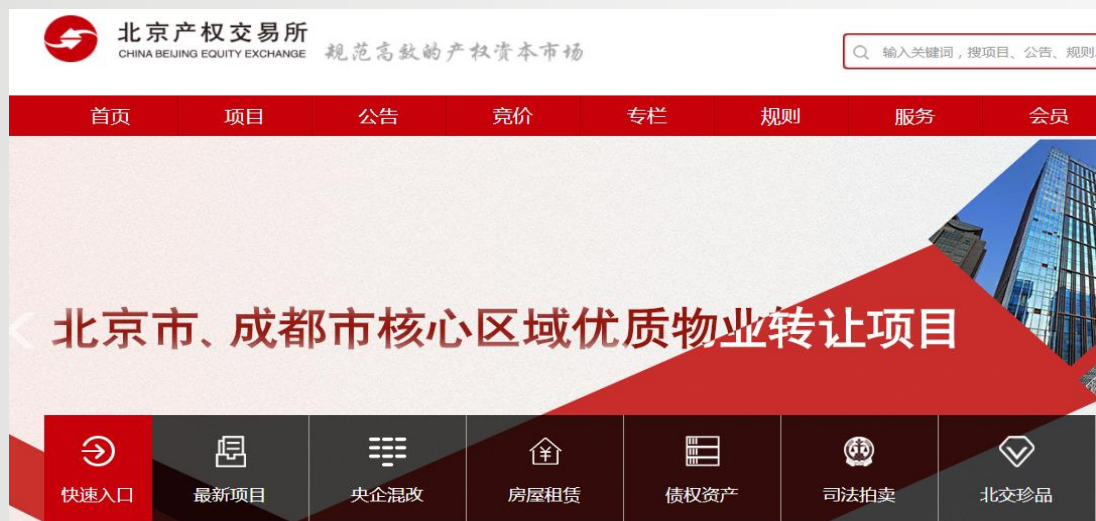 北京产权交易所
CHINA BEIJING EQUITY EXCHANGE
规范高效的产权资本市场
输入关键词，搜项目、公告、规则
首页 项目 公告 竞价 专栏 规则 服务 会员
北京市、成都市核心区域优质物业转让项目
快速入口 最新项目 央企混改 房屋租赁 债权资产 司法拍卖 北交珍品